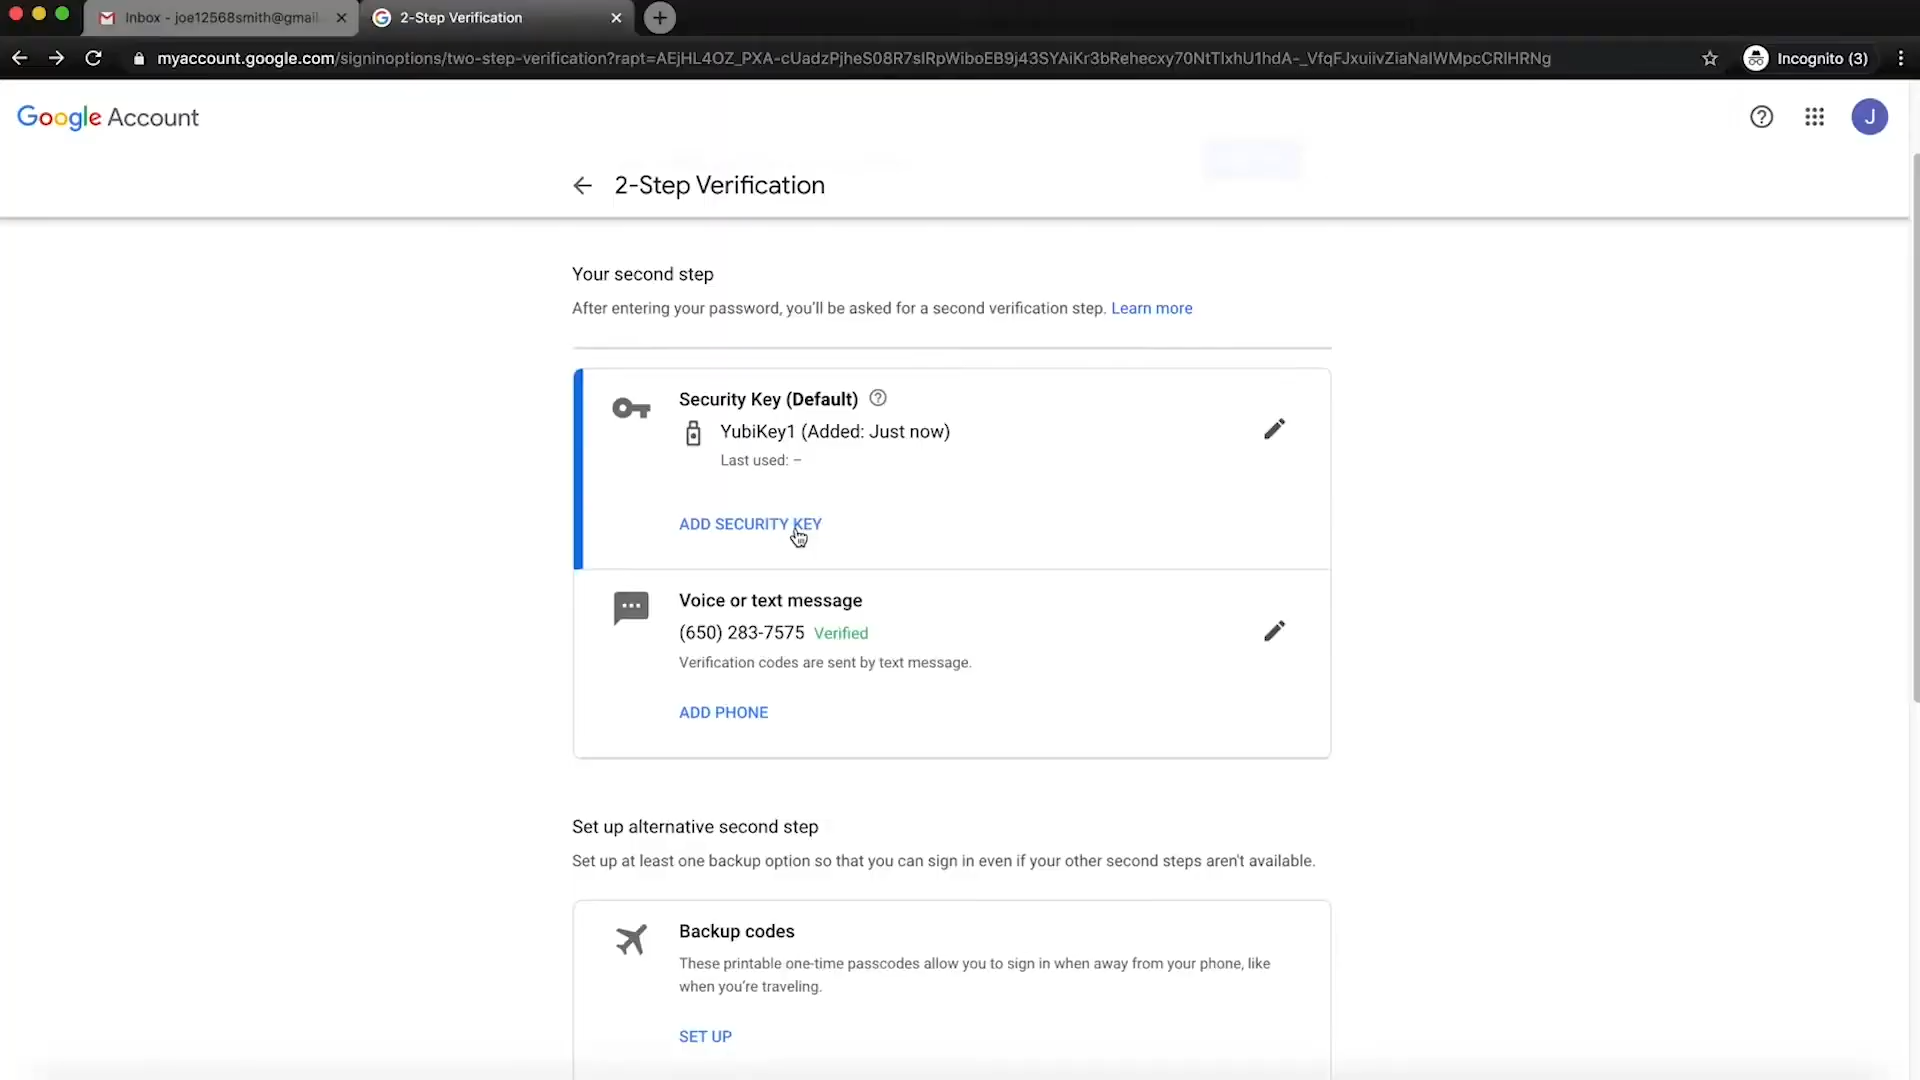 Inbox - joe12568smith@gmail
2-Step Verification
myaccount.google.com/signinoptions/two-step-verification?rapt=AEjHL4OZ_PXA-cUadzPjheS08R7slRpWiboEB9j43SYAiKr3bRehecxy70NtTlxhU1hdA-_VfqFJxuiivZiaNaIWMpcCRIHRNg
Incognito (3)
Google Account
J
2-Step Verification
Your second step
After entering your password, you'll be asked for a second verification step. Learn more
Security Key (Default)
YubiKey1 (Added: Just now)
Last used: –
ADD SECURITY KEY
Voice or text message
(650) 283-7575 Verified
Verification codes are sent by text message.
ADD PHONE
Set up alternative second step
Set up at least one backup option so that you can sign in even if your other second steps aren't available.
Backup codes
These printable one-time passcodes allow you to sign in when away from your phone, like
when you're traveling.
SET UP